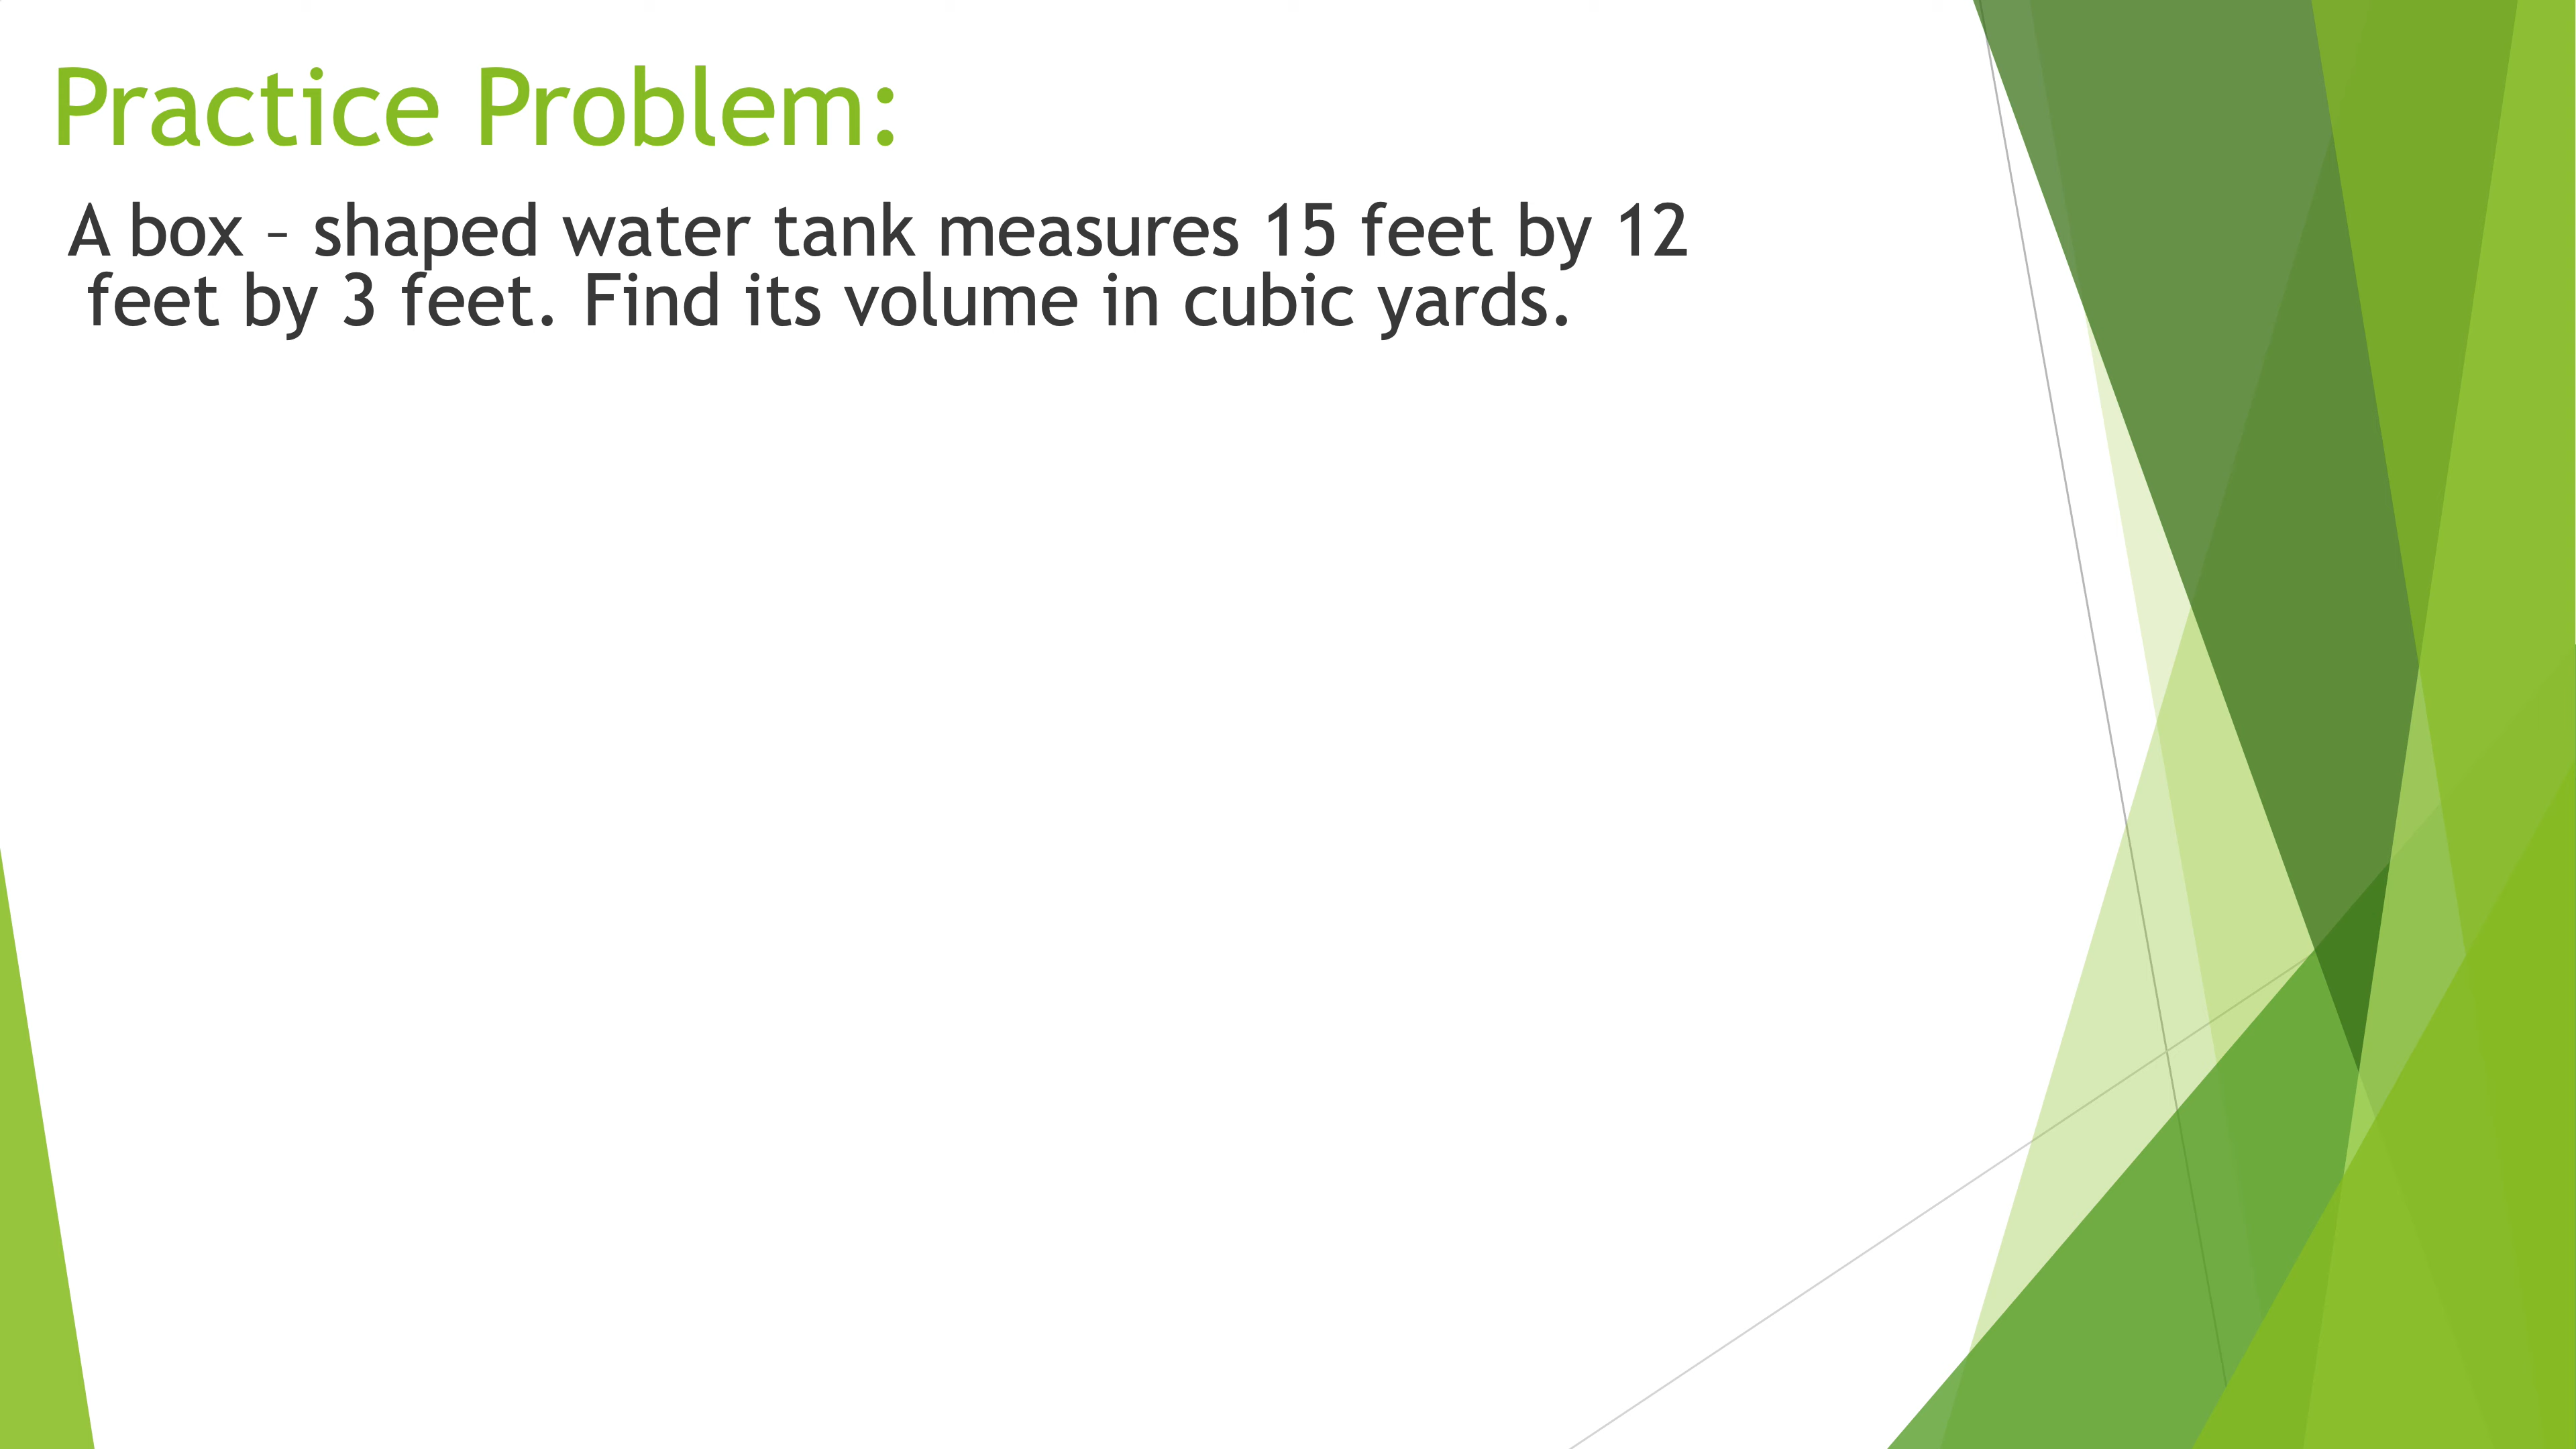 Practice Problem:
A box – shaped water tank measures 15 feet by 12
feet by 3 feet. Find its volume in cubic yards.